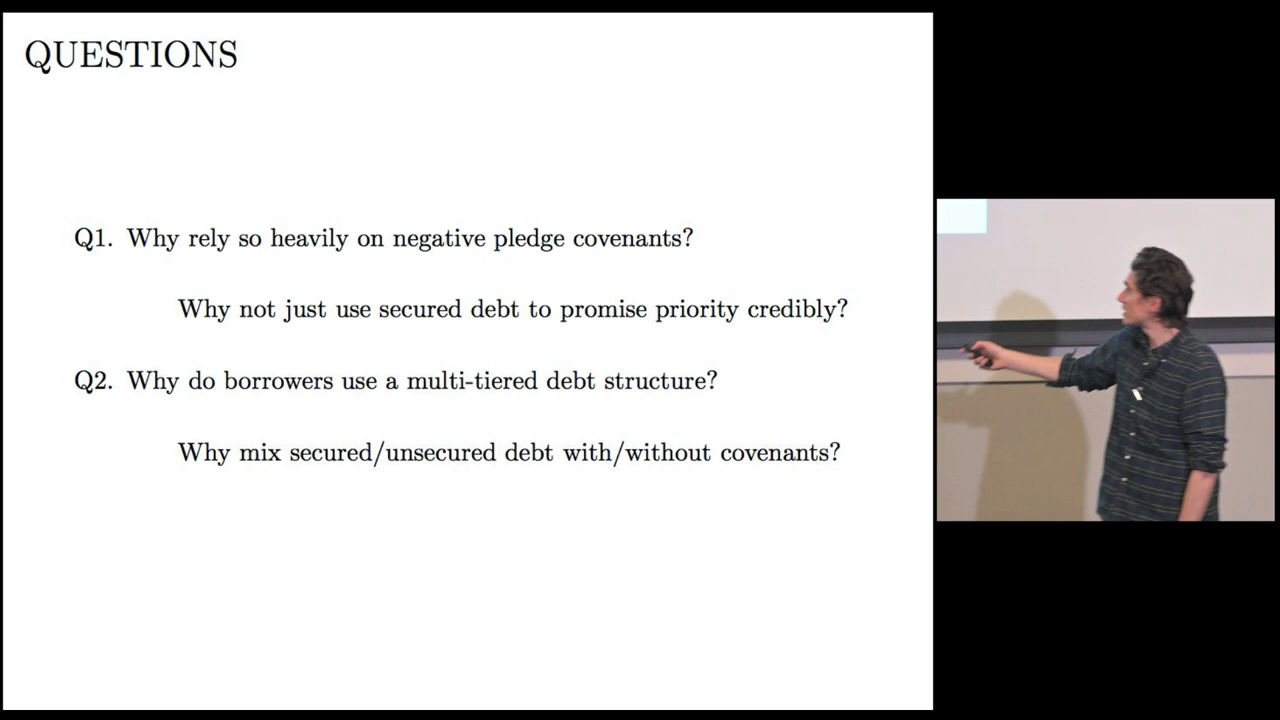 QUESTIONS
Q1. Why rely so heavily on negative pledge covenants?
Why not just use secured debt to promise priority credibly?
Q2. Why do borrowers use a multi-tiered debt structure?
Why mix secured/unsecured debt with/without covenants?